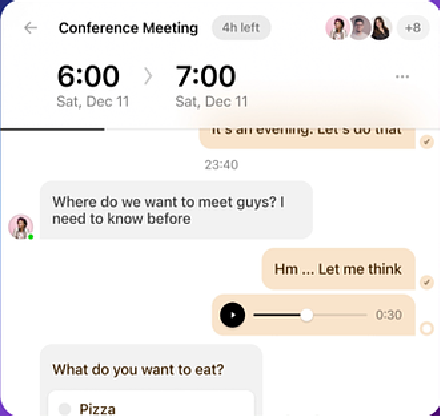 Conference Meeting 4h left +8
6:00 7:00
Sat, Dec 11 Sat, Dec 11
It's an evening. Let's do that
23:40
Where do we want to meet guys? I
need to know before
Hm ... Let me think
0:30
What do you want to eat?
Pizza